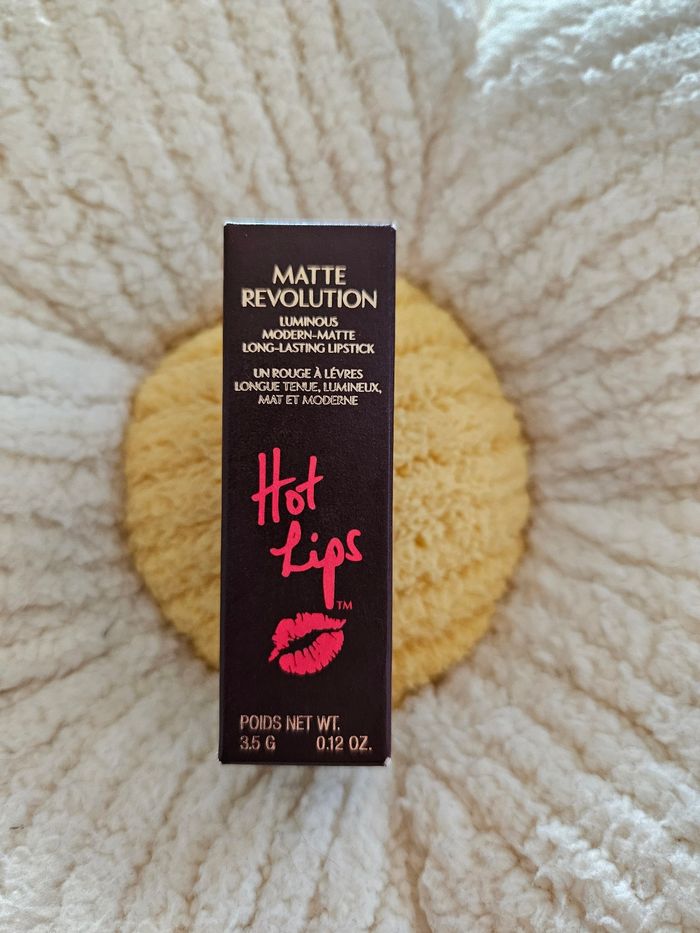 MATTE
REVOLUTION
LUMINOUS
MODERN-MATTE
LONG-LASTING LIPSTICK
UN ROUGE À LÉVRES
LONGUE TENUE, LUMINEUX,
MAT ET MODERNE
Hot
Lips
TM
POIDS NET WT.
3.5 G 0.12 OZ.